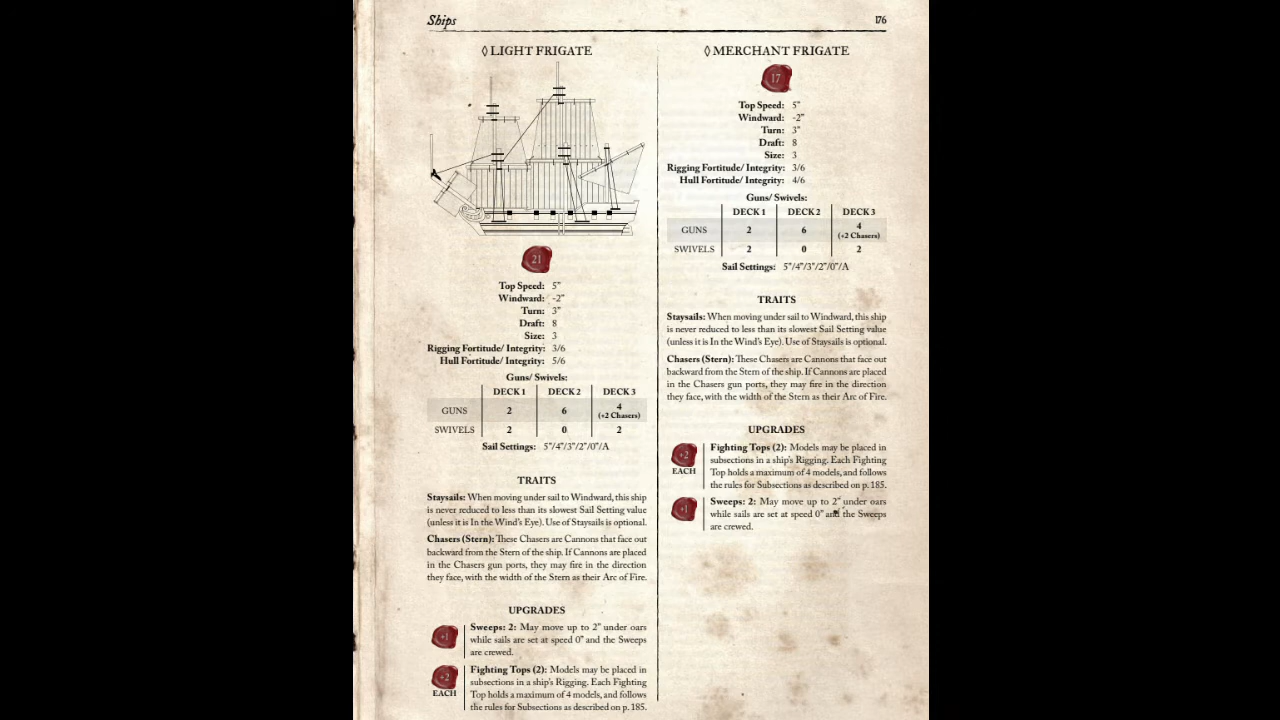 Ships
176
◊ LIGHT FRIGATE
21
Top Speed: 5"
Windward: -2"
Turn: 3"
Draft: 8
Size: 3
Rigging Fortitude/ Integrity: 3/6
Hull Fortitude/ Integrity: 5/6
Guns/ Swivels:
DECK 1 DECK 2 DECK 3
GUNS 2 6 4
(+2 Chasers)
SWIVELS 2 0 2
Sail Settings: 5"/4"/3"/2"/0"/A
TRAITS
Staysails: When moving under sail to Windward, this ship
is never reduced to less than its slowest Sail Setting value
(unless it is In the Wind's Eye). Use of Staysails is optional.
Chasers (Stern): These Chasers are Cannons that face out
backward from the Stern of the ship. If Cannons are placed
in the Chasers gun ports, they may fire in the direction
they face, with the width of the Stern as their Arc of Fire.
UPGRADES
+1
Sweeps: 2: May move up to 2" under oars
while sails are set at speed 0" and the Sweeps
are crewed.
+2
EACH
Fighting Tops (2): Models may be placed in
subsections in a ship's Rigging. Each Fighting
Top holds a maximum of 4 models, and follows
the rules for Subsections as described on p. 185.
◊ MERCHANT FRIGATE
17
Top Speed: 5"
Windward: -2"
Turn: 3"
Draft: 8
Size: 3
Rigging Fortitude/ Integrity: 3/6
Hull Fortitude/ Integrity: 4/6
Guns/ Swivels:
DECK 1 DECK 2 DECK 3
GUNS 2 6 4
(+2 Chasers)
SWIVELS 2 0 2
Sail Settings: 5"/4"/3"/2"/0"/A
TRAITS
Staysails: When moving under sail to Windward, this ship
is never reduced to less than its slowest Sail Setting value
(unless it is In the Wind's Eye). Use of Staysails is optional.
Chasers (Stern): These Chasers are Cannons that face out
backward from the Stern of the ship. If Cannons are placed
in the Chasers gun ports, they may fire in the direction
they face, with the width of the Stern as their Arc of Fire.
UPGRADES
+2
EACH
Fighting Tops (2): Models may be placed in
subsections in a ship's Rigging. Each Fighting
Top holds a maximum of 4 models, and follows
the rules for Subsections as described on p. 185.
+1
Sweeps: 2: May move up to 2" under oars
while sails are set at speed 0" and the Sweeps
are crewed.